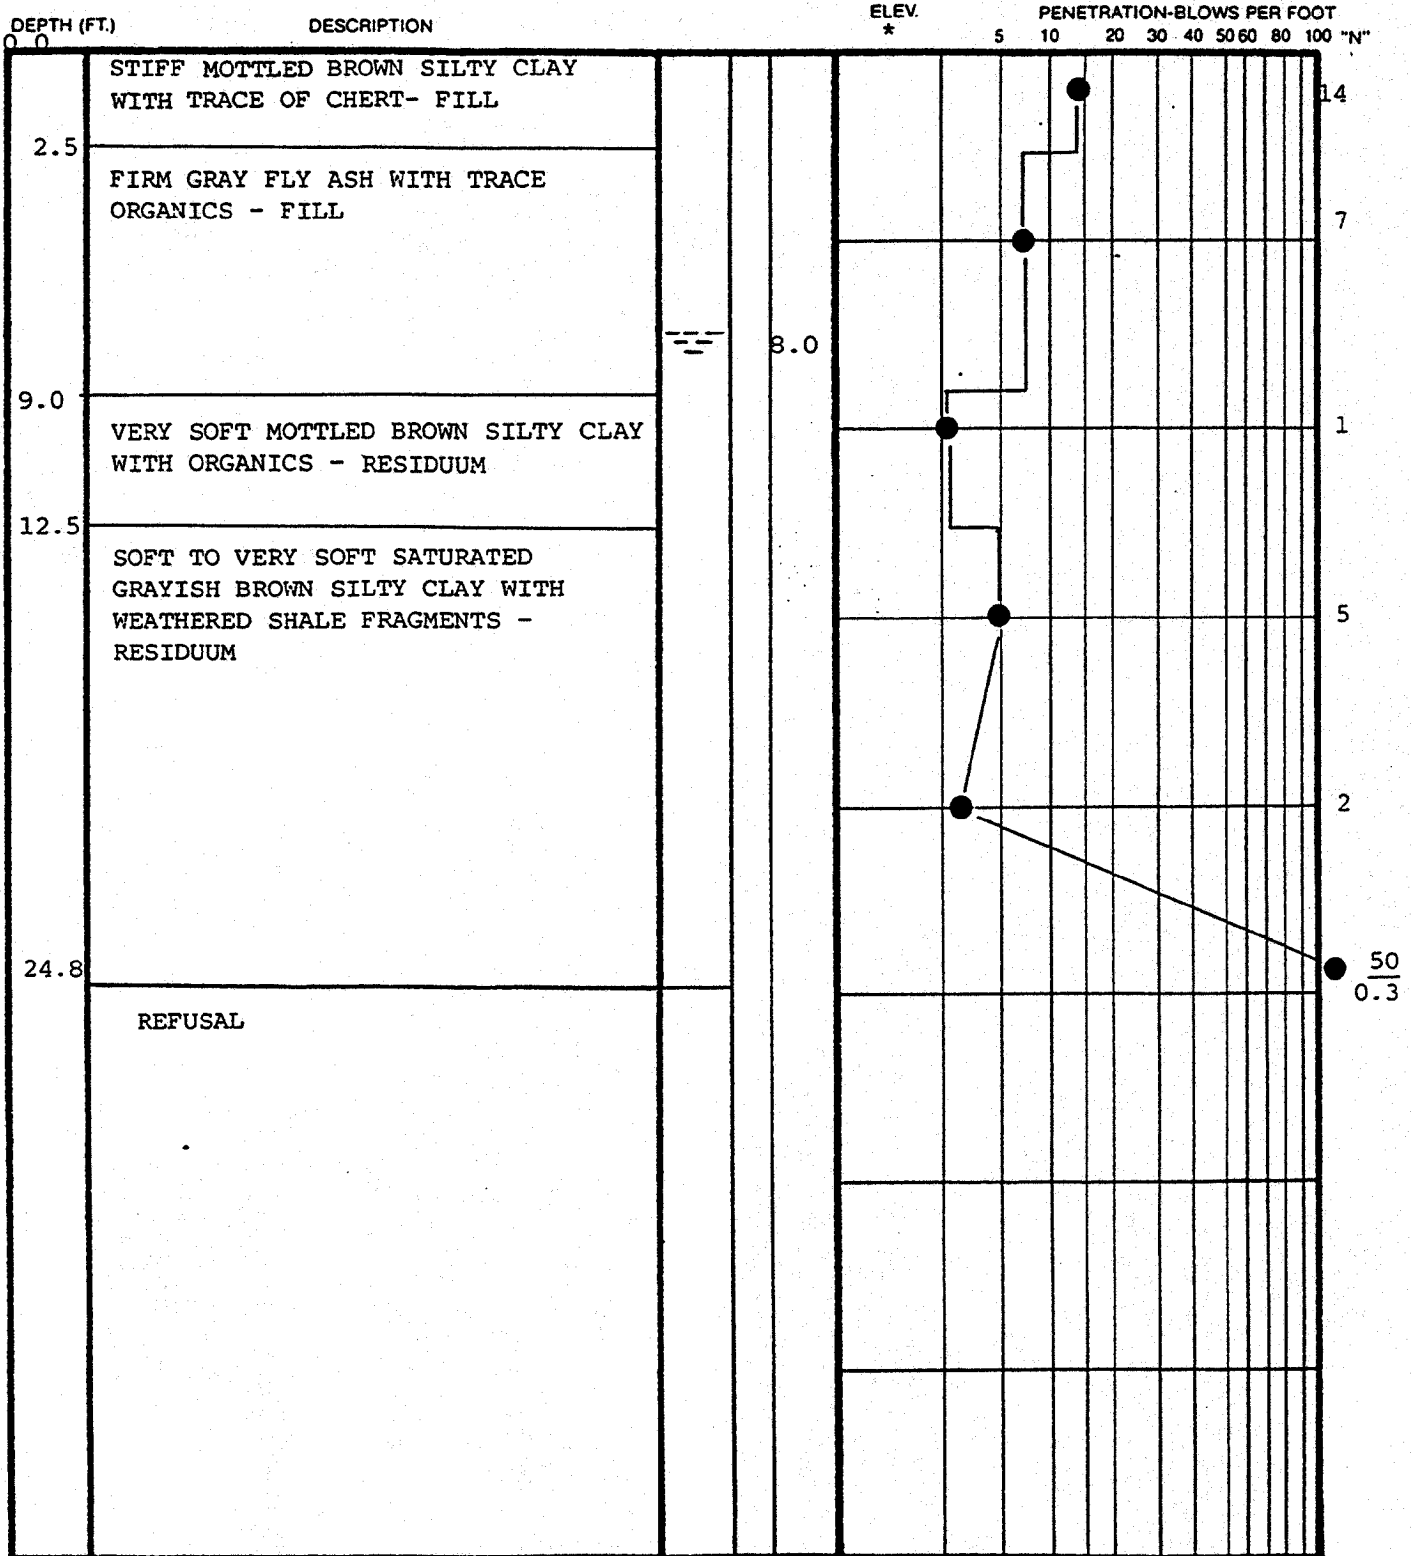 DEPTH (FT.) DESCRIPTION ELEV. PENETRATION-BLOWS PER FOOT
* 5 10 20 30 40 50 60 80 100 "N"
0.0
STIFF MOTTLED BROWN SILTY CLAY
WITH TRACE OF CHERT- FILL
14
2.5
FIRM GRAY FLY ASH WITH TRACE
ORGANICS - FILL
7
8.0
9.0
VERY SOFT MOTTLED BROWN SILTY CLAY
WITH ORGANICS - RESIDUUM
1
12.5
SOFT TO VERY SOFT SATURATED
GRAYISH BROWN SILTY CLAY WITH
WEATHERED SHALE FRAGMENTS -
RESIDUUM
5
2
24.8
50
0.3
REFUSAL